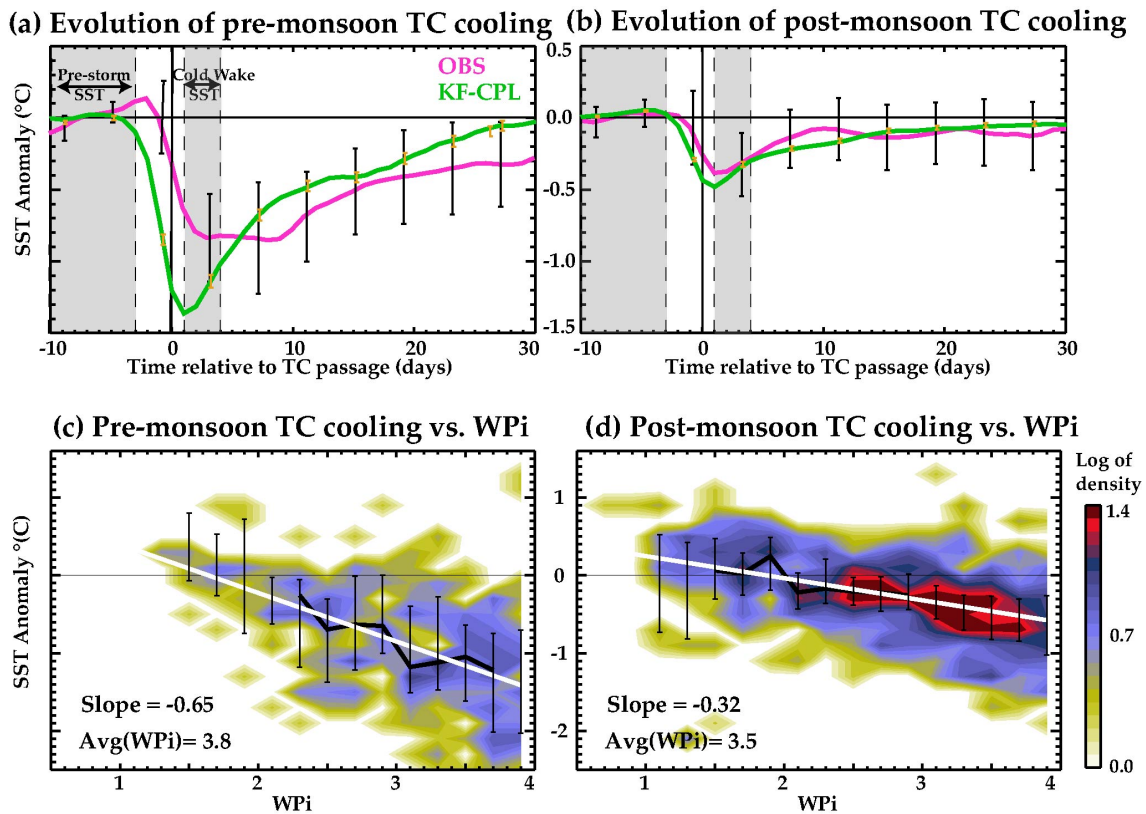 (a) Evolution of pre-monsoon TC cooling
(b) Evolution of post-monsoon TC cooling
Pre-storm
SST
Cold Wake
SST
OBS
KF-CPL
SST Anomaly (°C)
0.5
0.0
-0.5
-1.0
-1.5
-10 0 10 20 30
-10 0 10 20 30
Time relative to TC passage (days)
Time relative to TC passage (days)
(c) Pre-monsoon TC cooling vs. WPi
(d) Post-monsoon TC cooling vs. WPi
SST Anomaly °(C)
1
0
-1
-2
Slope = -0.65
Avg(WPi)= 3.8
1 2 3 4
WPi
1
0
-1
-2
Slope = -0.32
Avg(WPi)= 3.5
1 2 3 4
WPi
Log of
density
1.4
0.7
0.0